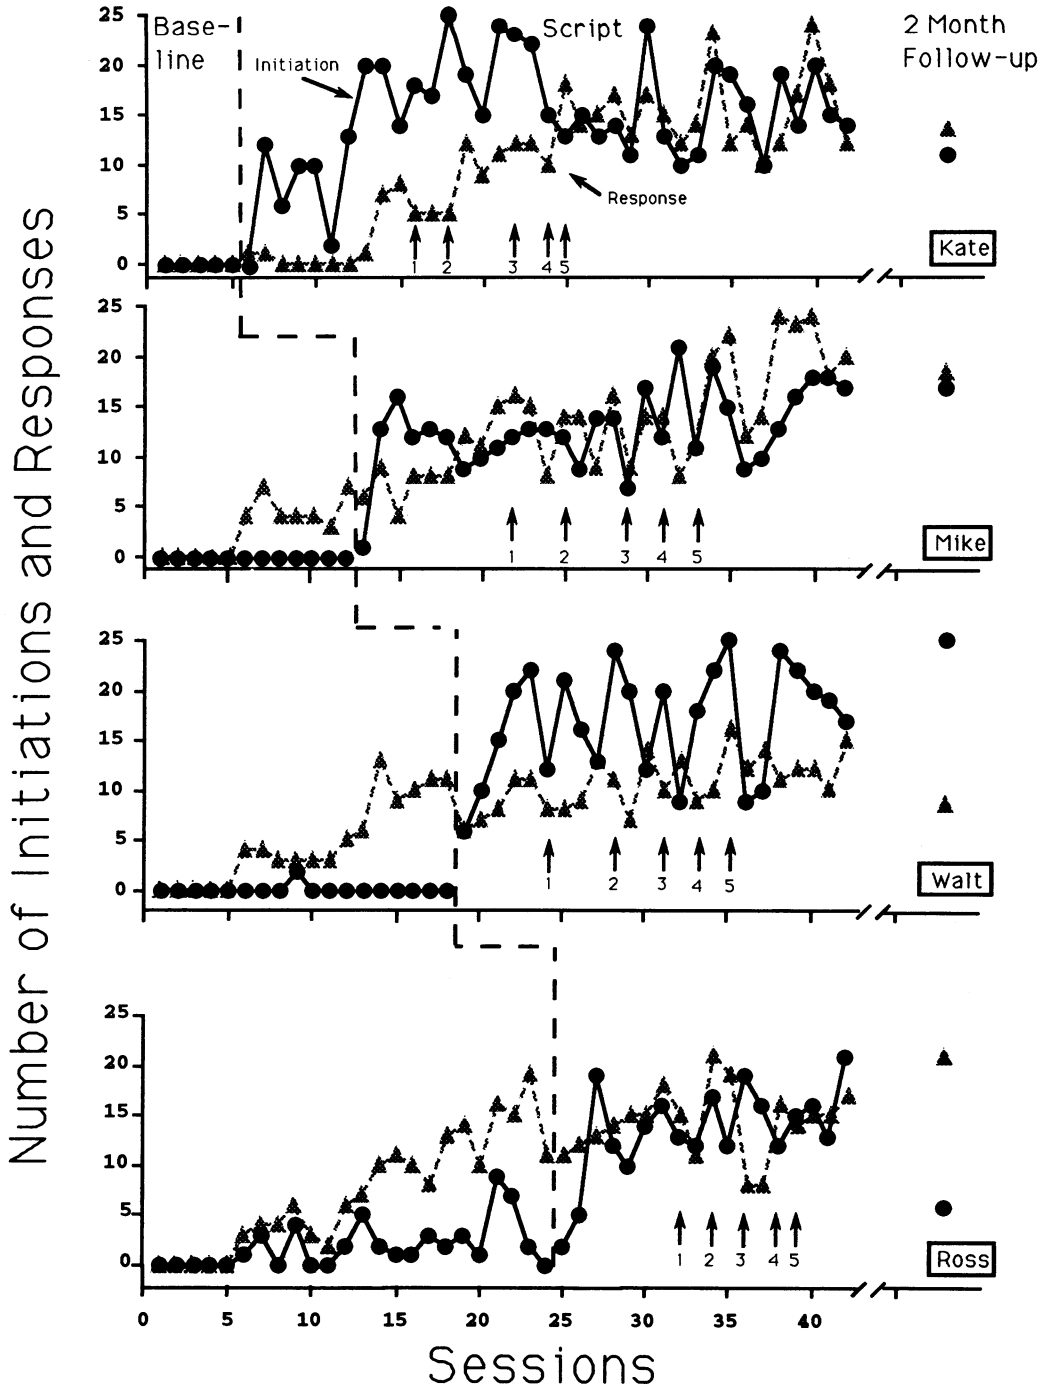 Number of Initiations and Responses
25
20
15
10
5
0
Base-
line
Script
2 Month
Follow-up
Initiation
Response
1 2 3 4 5
Kate
25
20
15
10
5
0
1 2 3 4 5
Mike
25
20
15
10
5
0
1 2 3 4 5
Walt
25
20
15
10
5
0
1 2 3 4 5
Ross
0 5 10 15 20 25 30 35 40
Sessions